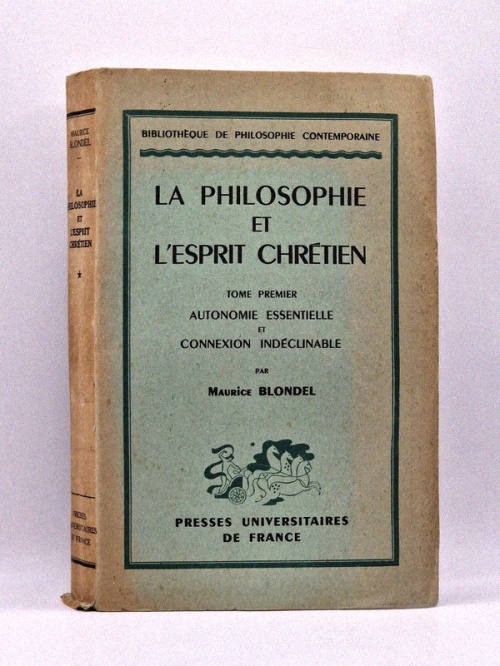 BIBLIOTHÈQUE DE PHILOSOPHIE CONTEMPORAINE
LA PHILOSOPHIE
ET
L'ESPRIT CHRÉTIEN
TOME PREMIER
AUTONOMIE ESSENTIELLE
ET
CONNEXION INDÉCLINABLE
PAR
MAURICE BLONDEL
PRESSES UNIVERSITAIRES
DE FRANCE
MAURICE
BLONDEL
LA
PHILOSOPHIE
ET
L'ESPRIT
CHRÉTIEN
*
PRESSES
UNIVERSITAIRES
DE FRANCE